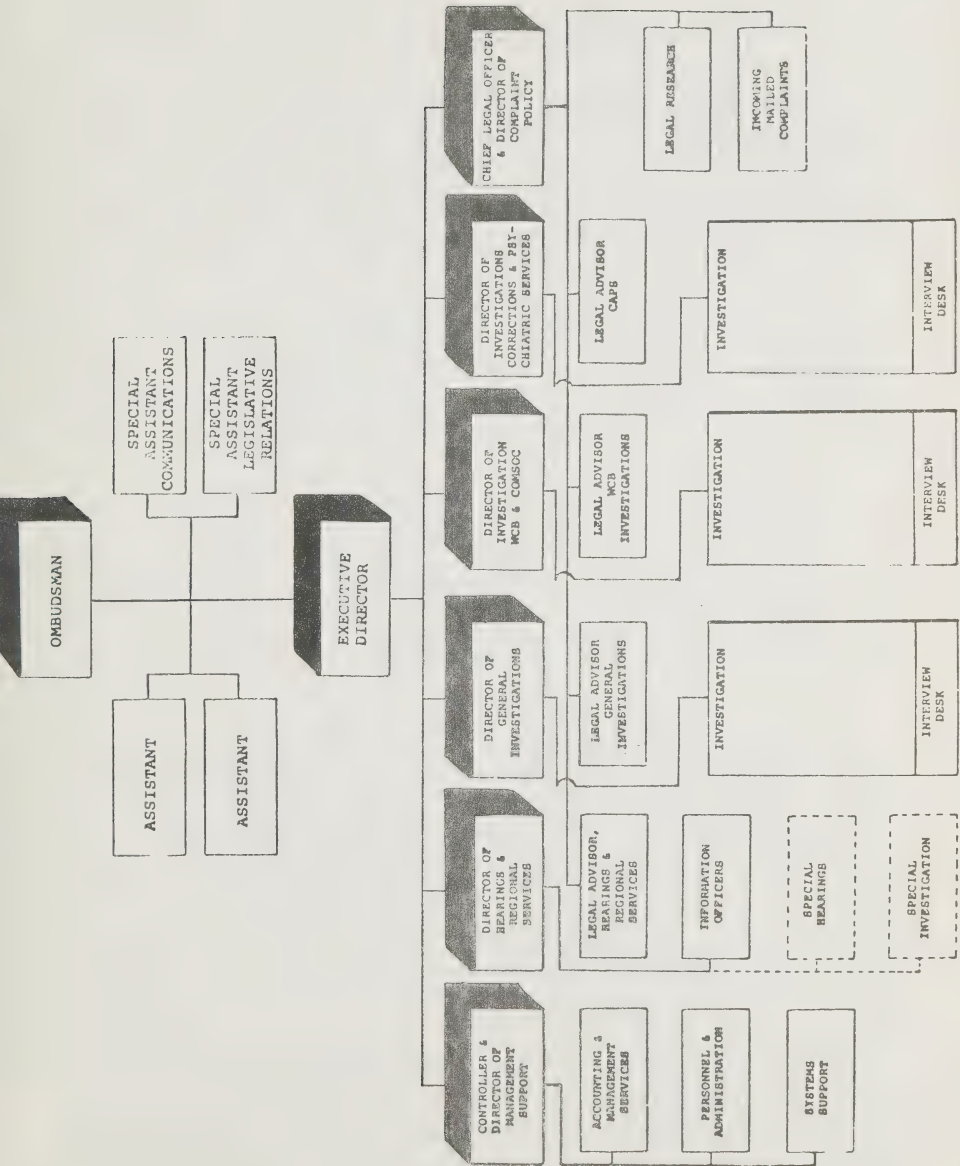 OMBUDSMAN
ASSISTANT
ASSISTANT
SPECIAL
ASSISTANT
COMMUNICATIONS
SPECIAL
ASSISTANT
LEGISLATIVE
RELATIONS
EXECUTIVE
DIRECTOR
CONTROLLER &
DIRECTOR OF
MANAGEMENT
SUPPORT
DIRECTOR OF
HEARINGS &
REGIONAL
SERVICES
DIRECTOR OF
GENERAL
INVESTIGATIONS
DIRECTOR OF
INVESTIGATION
WCB & COMSOC
DIRECTOR OF
INVESTIGATIONS
CORRECTIONS & PSY-
CHIATRIC SERVICES
CHIEF LEGAL OFFICER
& DIRECTOR OF
COMPLAINT
POLICY
ACCOUNTING &
MANAGEMENT
SERVICES
LEGAL ADVISOR,
HEARINGS &
REGIONAL
SERVICES
LEGAL ADVISOR
GENERAL
INVESTIGATIONS
LEGAL ADVISOR
WCB
INVESTIGATIONS
LEGAL ADVISOR
CAPS
LEGAL RESEARCH
PERSONNEL &
ADMINISTRATION
INFORMATION
OFFICERS
INVESTIGATION
INVESTIGATION
INVESTIGATION
INCOMING
MAILED
COMPLAINTS
SYSTEMS
SUPPORT
SPECIAL
HEARINGS
SPECIAL
INVESTIGATION
INTERVIEW
DESK
INTERVIEW
DESK
INTERVIEW
DESK